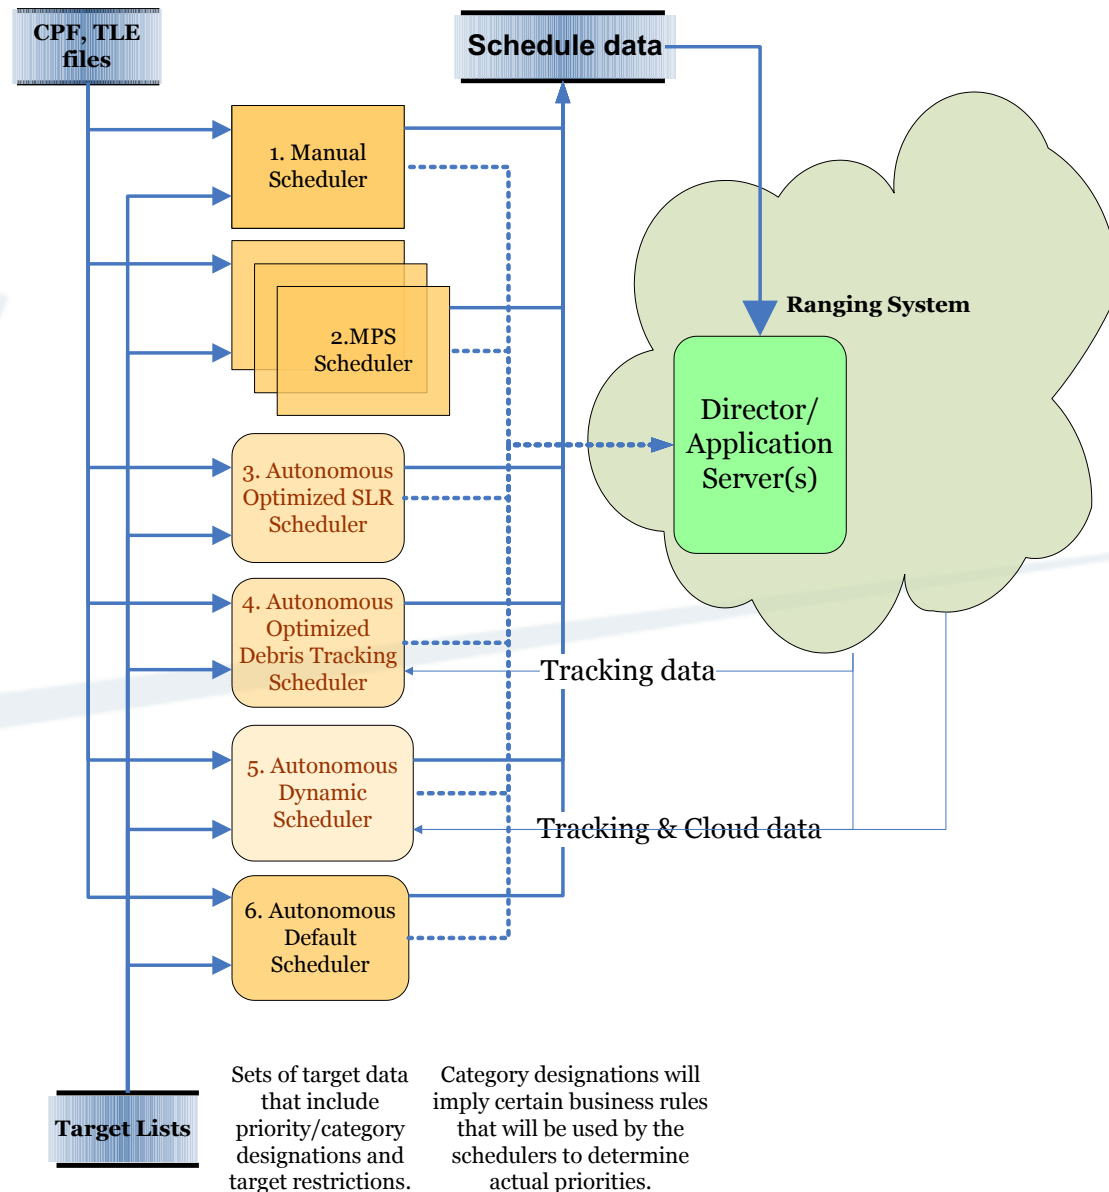 CPF, TLE
files
Schedule data
1. Manual
Scheduler
Ranging System
2.MPS
Scheduler
Director/
Application
Server(s)
3. Autonomous
Optimized SLR
Scheduler
4. Autonomous
Optimized
Debris Tracking
Scheduler
Tracking data
5. Autonomous
Dynamic
Scheduler
Tracking & Cloud data
6. Autonomous
Default
Scheduler
Target Lists
Sets of target data
that include
priority/category
designations and
target restrictions.
Category designations will
imply certain business rules
that will be used by the
schedulers to determine
actual priorities.